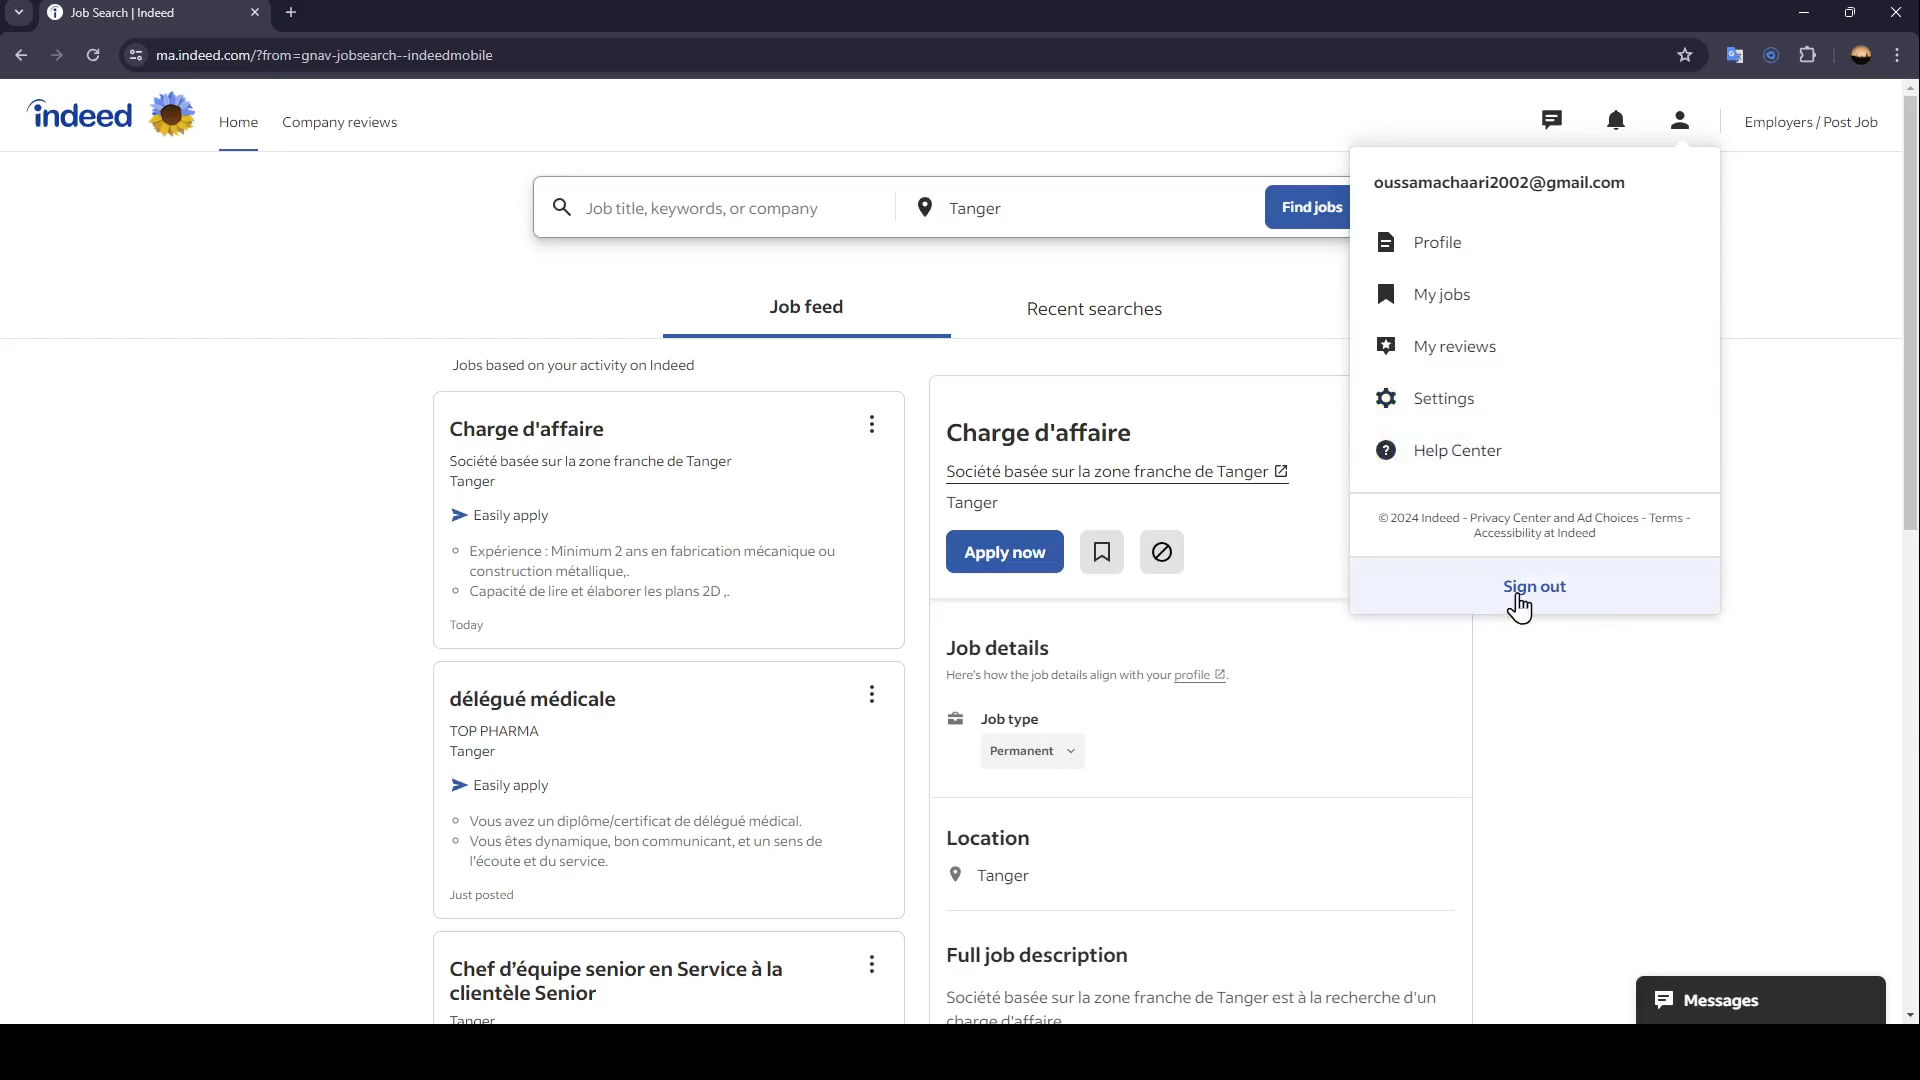 Job Search | Indeed
ma.indeed.com/?from=gnav-jobsearch--indeedmobile
indeed
Home
Company reviews
Employers / Post Job
Job title, keywords, or company
Tanger
Find jobs
oussamachaari2002@gmail.com
Profile
My jobs
My reviews
Settings
Help Center
© 2024 Indeed - Privacy Center and Ad Choices - Terms -
Accessibility at Indeed
Sign out
Job feed
Recent searches
Jobs based on your activity on Indeed
Charge d'affaire
Société basée sur la zone franche de Tanger
Tanger
Easily apply
Expérience : Minimum 2 ans en fabrication mécanique ou
construction métallique,.
Capacité de lire et élaborer les plans 2D ,.
Today
délégué médicale
TOP PHARMA
Tanger
Easily apply
Vous avez un diplôme/certificat de délégué médical.
Vous êtes dynamique, bon communicant, et un sens de
l'écoute et du service.
Just posted
Chef d’équipe senior en Service à la
clientèle Senior
Tanger
Charge d'affaire
Société basée sur la zone franche de Tanger
Tanger
Apply now
Job details
Here's how the job details align with your profile.
Job type
Permanent
Location
Tanger
Full job description
Société basée sur la zone franche de Tanger est à la recherche d'un
charge d'affaire
Messages